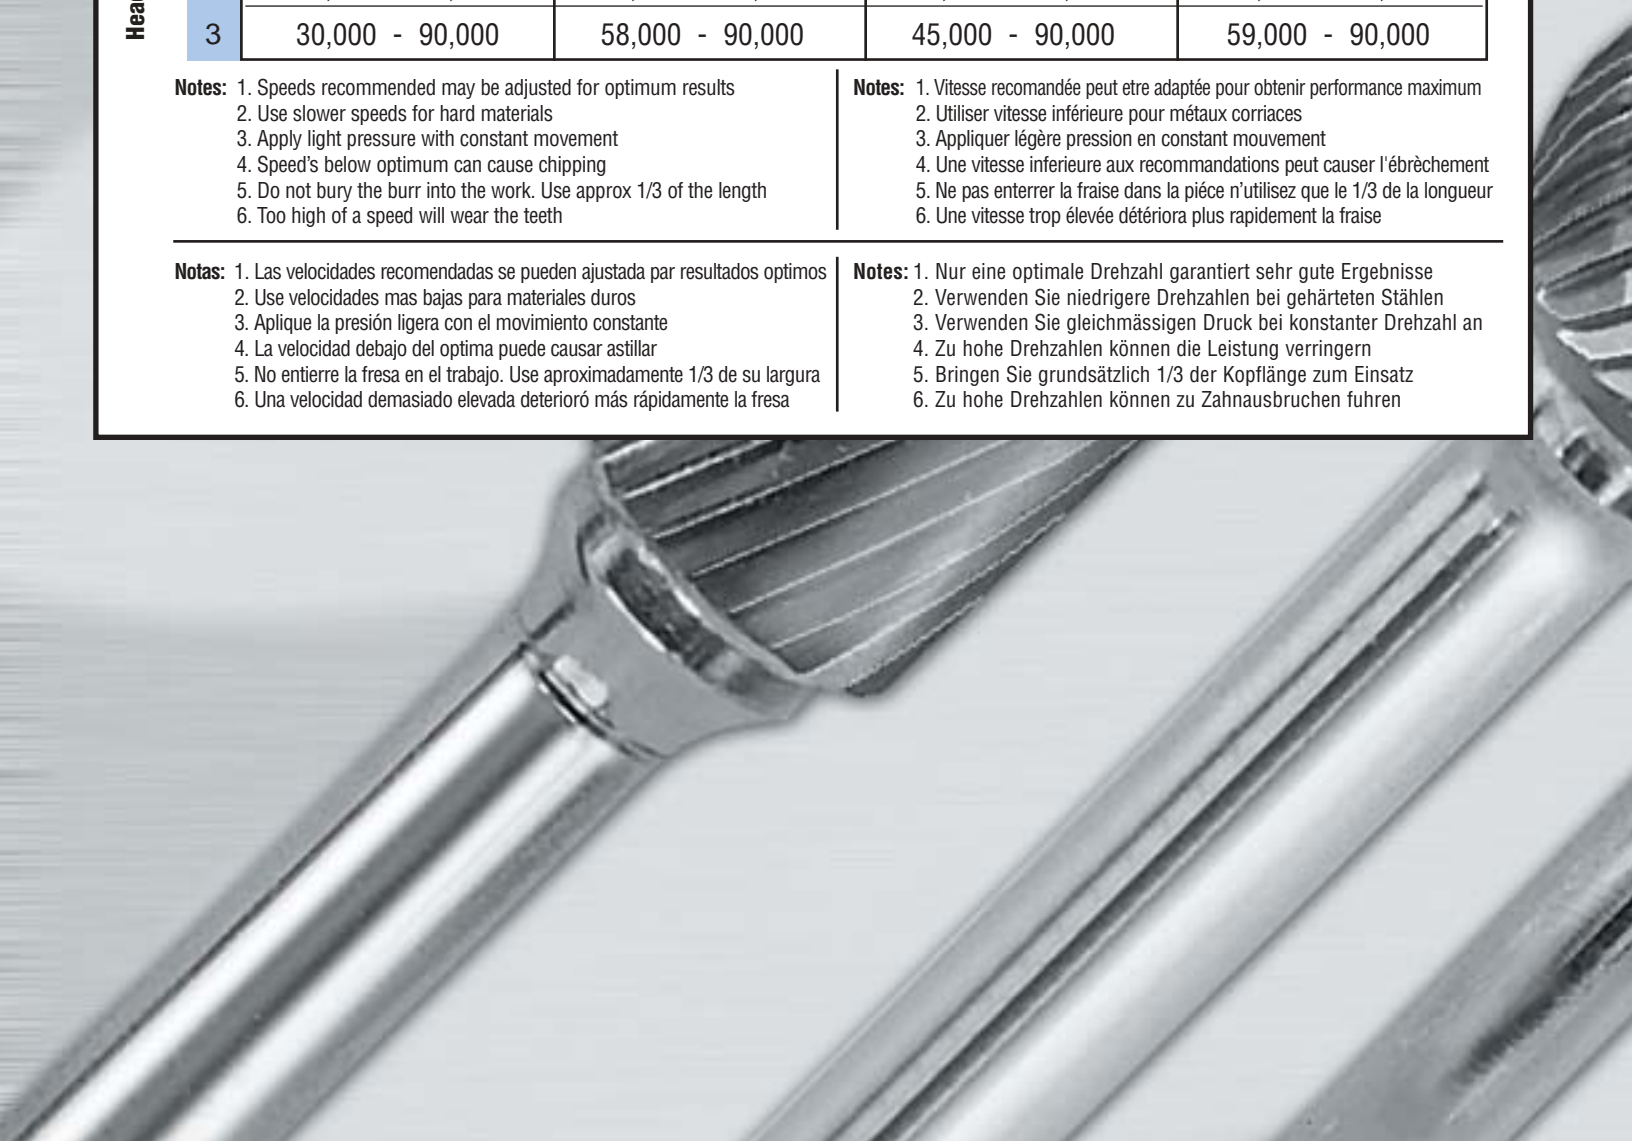 Head
3 30,000 - 90,000 58,000 - 90,000 45,000 - 90,000 59,000 - 90,000
Notes: 1. Speeds recommended may be adjusted for optimum results
2. Use slower speeds for hard materials
3. Apply light pressure with constant movement
4. Speed’s below optimum can cause chipping
5. Do not bury the burr into the work. Use approx 1/3 of the length
6. Too high of a speed will wear the teeth
Notes: 1. Vitesse recomandée peut etre adaptée pour obtenir performance maximum
2. Utiliser vitesse inférieure pour métaux corriaces
3. Appliquer légère pression en constant mouvement
4. Une vitesse inferieure aux recommandations peut causer l'ébrèchement
5. Ne pas enterrer la fraise dans la piéce n’utilisez que le 1/3 de la longueur
6. Une vitesse trop élevée détériora plus rapidement la fraise
Notas: 1. Las velocidades recomendadas se pueden ajustada par resultados optimos
2. Use velocidades mas bajas para materiales duros
3. Aplique la presión ligera con el movimiento constante
4. La velocidad debajo del optima puede causar astillar
5. No entierre la fresa en el trabajo. Use aproximadamente 1/3 de su largura
6. Una velocidad demasiado elevada deterioró más rápidamente la fresa
Notes: 1. Nur eine optimale Drehzahl garantiert sehr gute Ergebnisse
2. Verwenden Sie niedrigere Drehzahlen bei gehärteten Stählen
3. Verwenden Sie gleichmässigen Druck bei konstanter Drehzahl an
4. Zu hohe Drehzahlen können die Leistung verringern
5. Bringen Sie grundsätzlich 1/3 der Kopflänge zum Einsatz
6. Zu hohe Drehzahlen können zu Zahnausbruchen fuhren